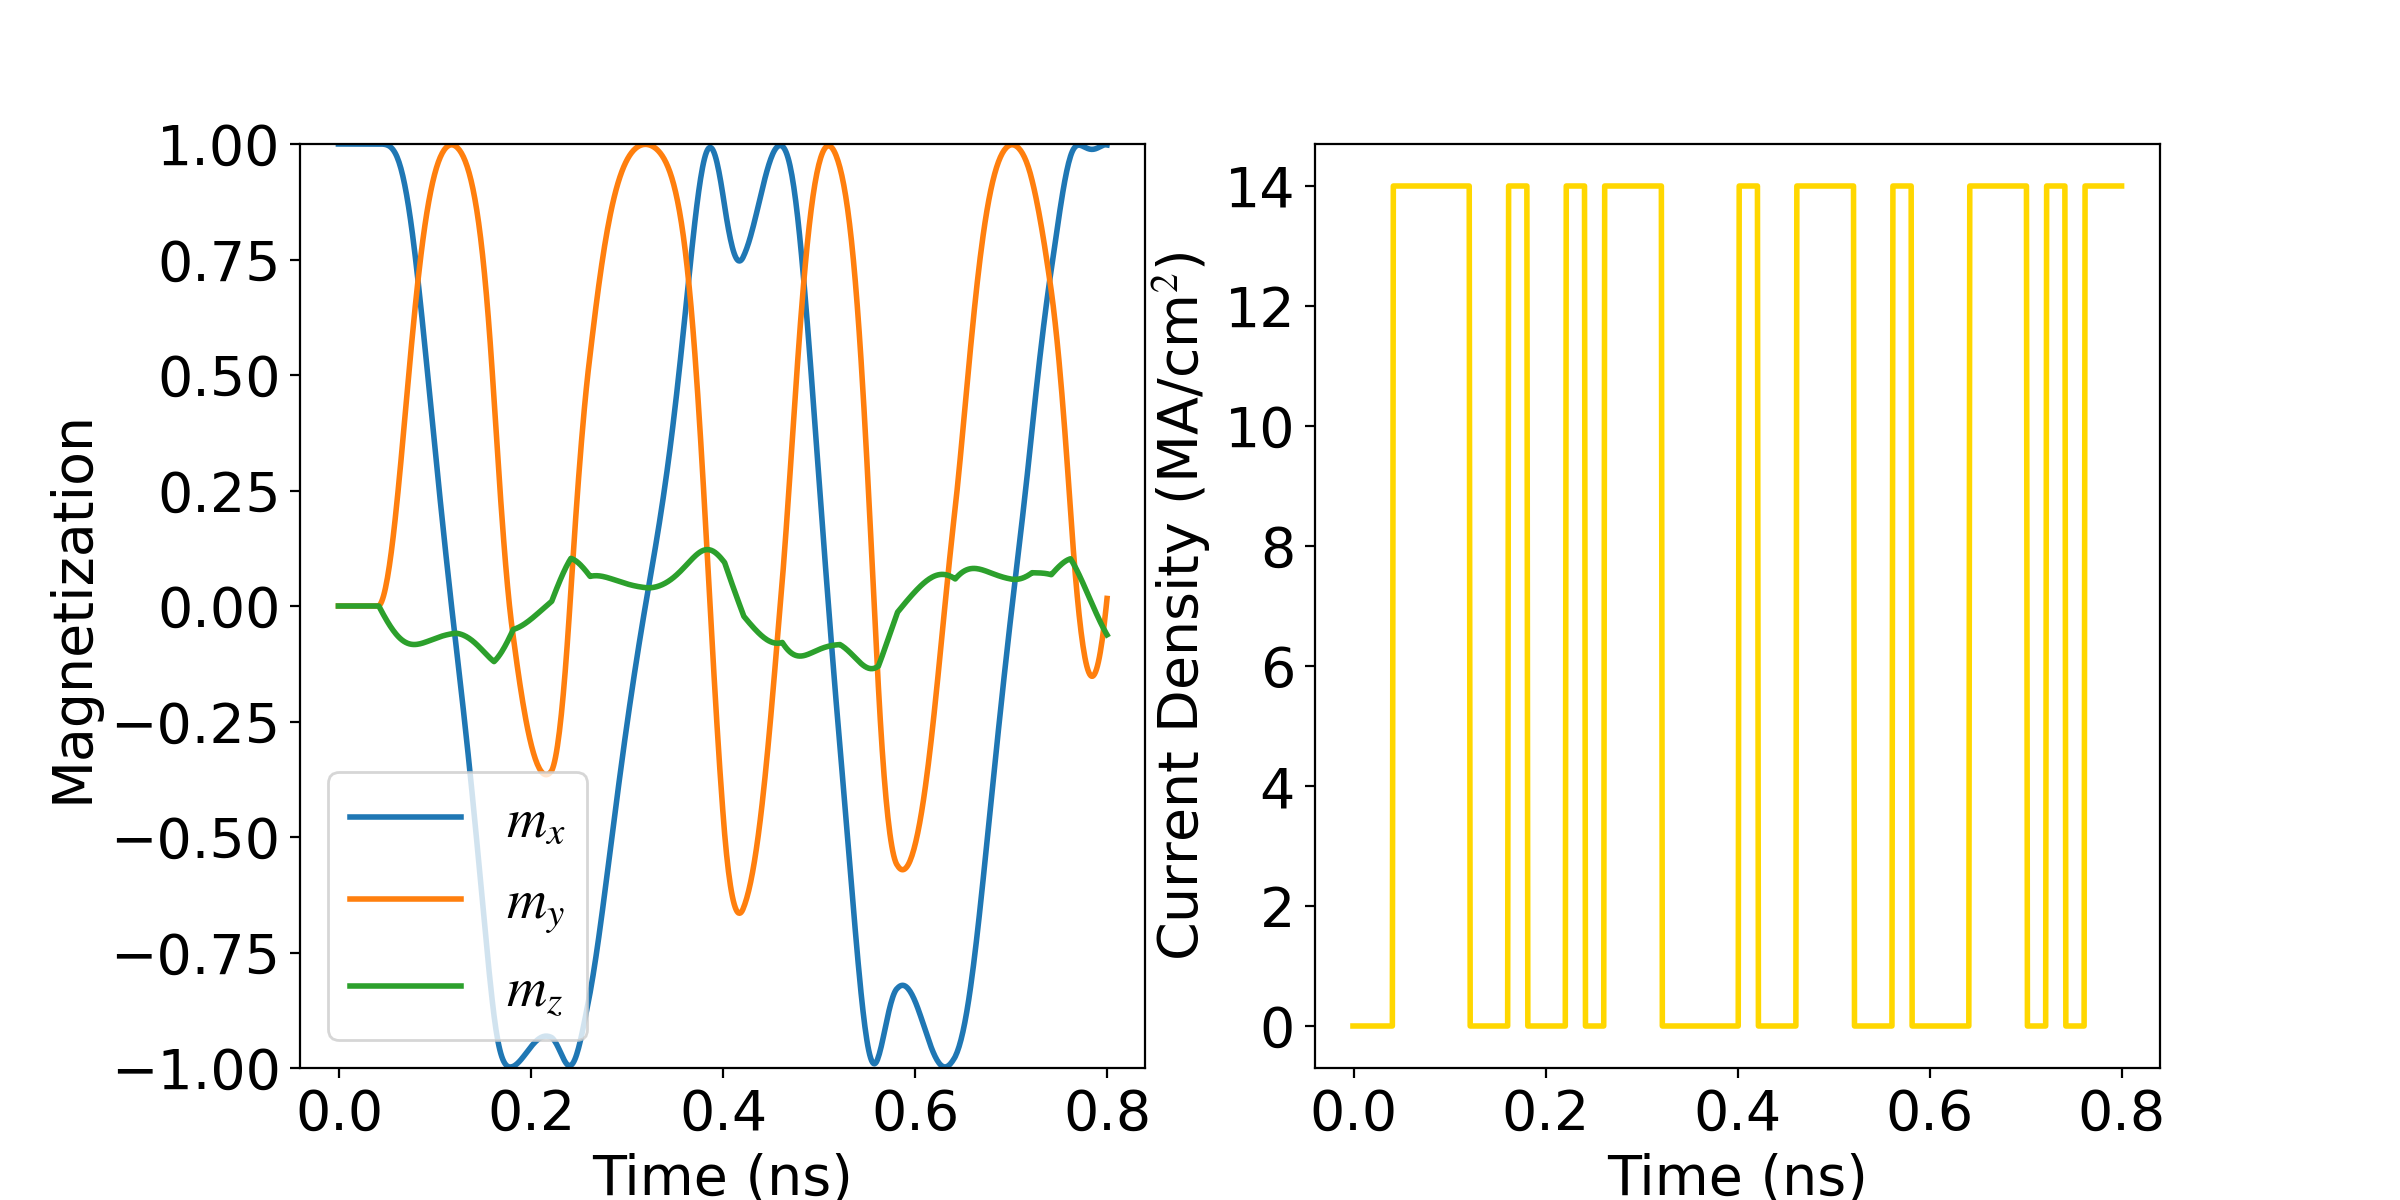 Magnetization
1.00
0.75
0.50
0.25
0.00
−0.25
−0.50
−0.75
−1.00
0.0 0.2 0.4 0.6 0.8
Time (ns)
m_x
m_y
m_z
Current Density (MA/cm²)
14
12
10
8
6
4
2
0
0.0 0.2 0.4 0.6 0.8
Time (ns)